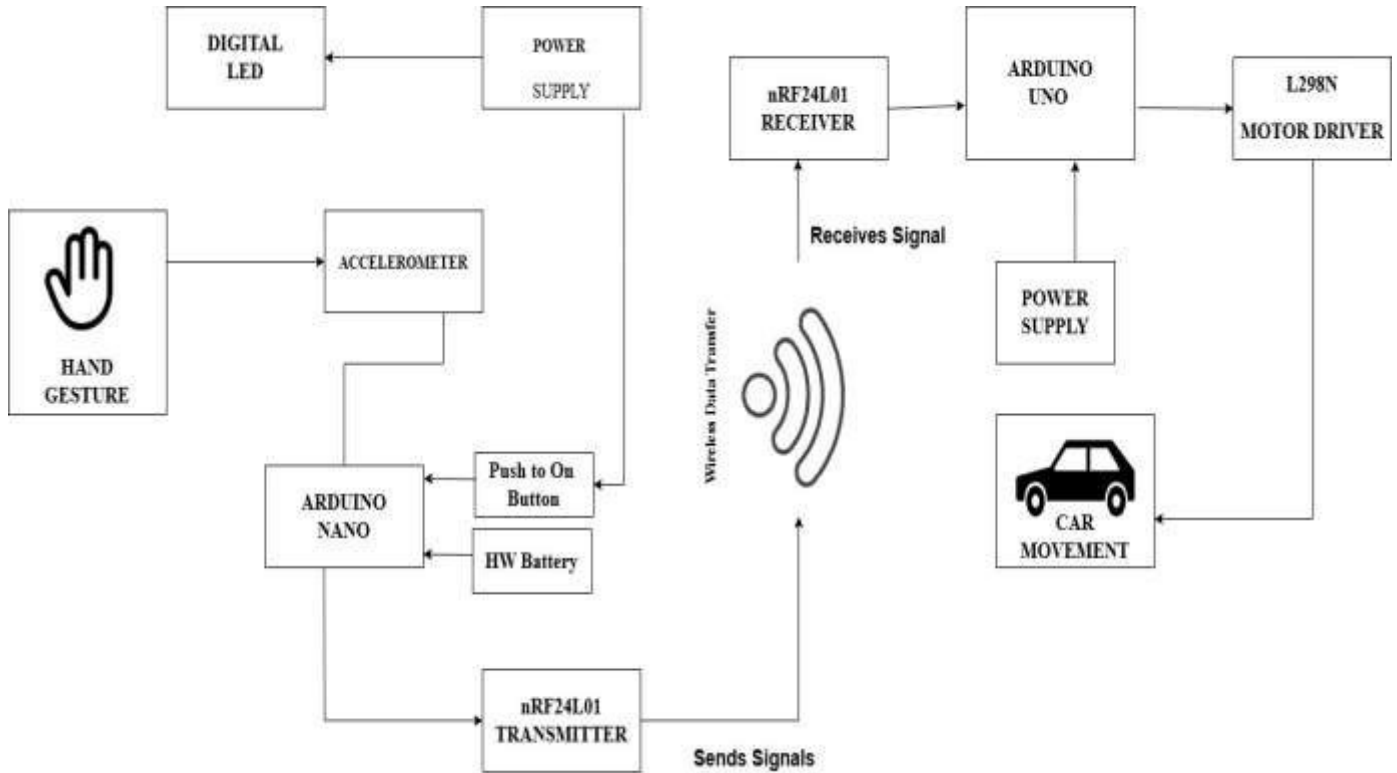 DIGITAL
LED
POWER
SUPPLY
nRF24L01
RECEIVER
ARDUINO
UNO
L298N
MOTOR DRIVER
Receives Signal
HAND
GESTURE
ACCELEROMETER
POWER
SUPPLY
Wireless Data Transfer
Push to On
Button
ARDUINO
NANO
HW Battery
CAR
MOVEMENT
nRF24L01
TRANSMITTER
Sends Signals